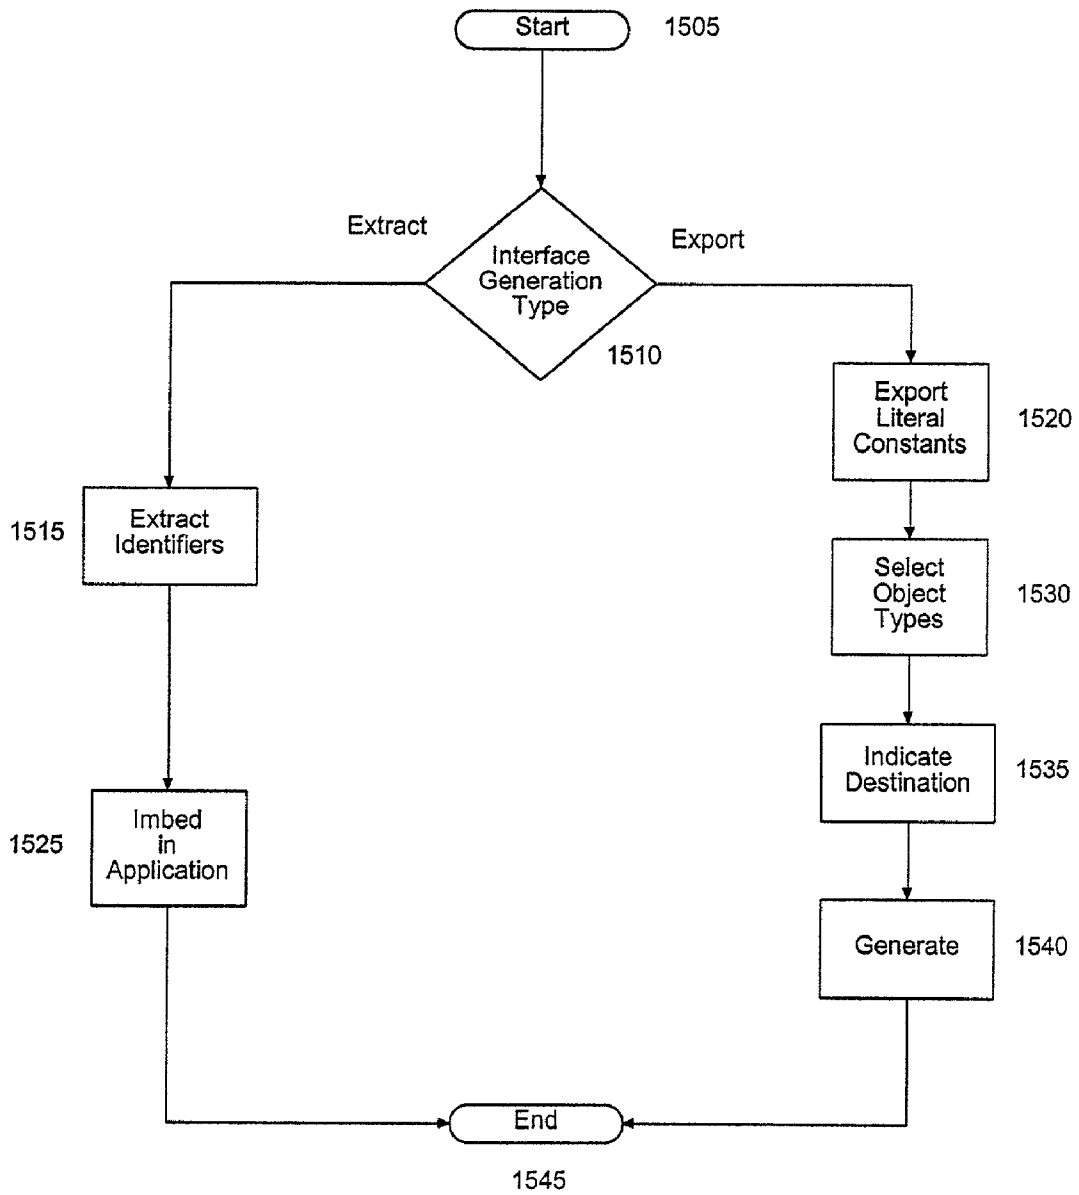 Start
1505
Extract
Export
Interface
Generation
Type
1510
Export
Literal
Constants
1520
Extract
Identifiers
1515
Select
Object
Types
1530
Indicate
Destination
1535
Imbed
in
Application
1525
Generate
1540
End
1545